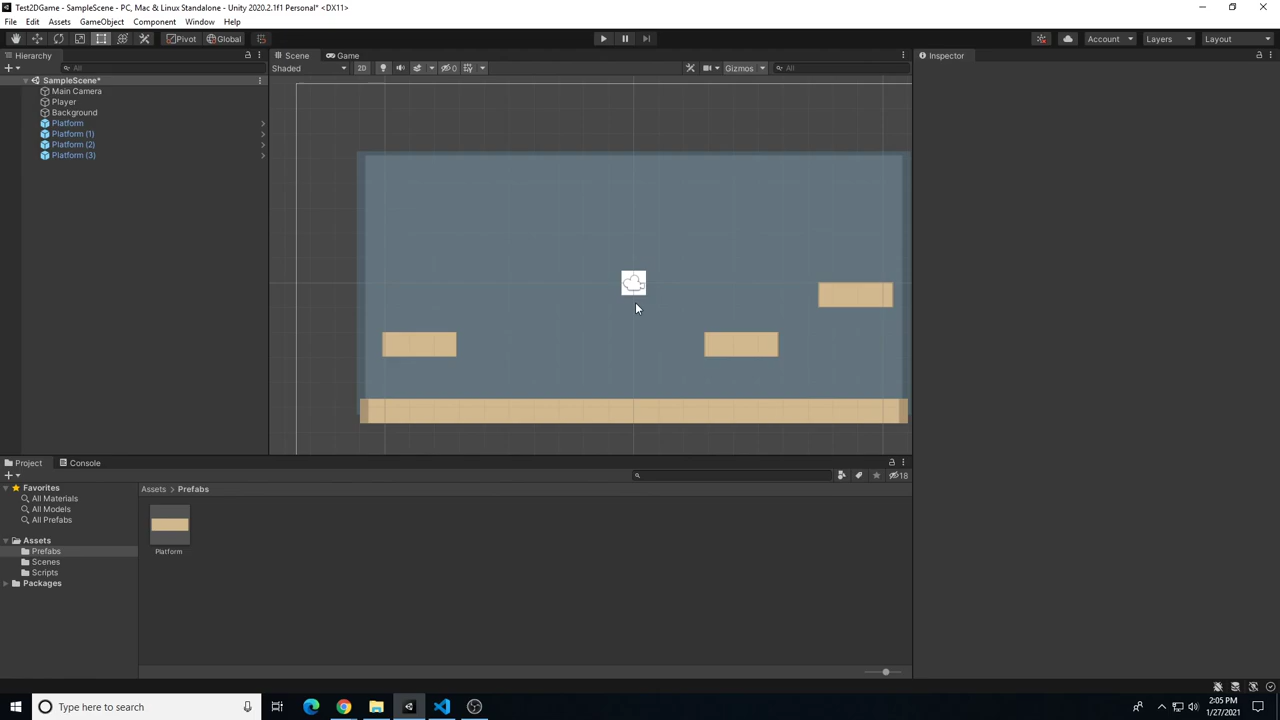 Test2DGame - SampleScene - PC, Mac & Linux Standalone - Unity 2020.2.1f1 Personal* <DX11>
File Edit Assets GameObject Component Window Help
Pivot Global Account Layers Layout
Hierarchy Scene Game Inspector
All Shaded 2D 0 Gizmos All
SampleScene*
Main Camera
Player
Background
Platform
Platform (1)
Platform (2)
Platform (3)
Project Console
18
Favorites
All Materials
All Models
All Prefabs
Assets
Prefabs
Scenes
Scripts
Packages
Assets > Prefabs
Platform
Type here to search
2:05 PM
1/27/2021